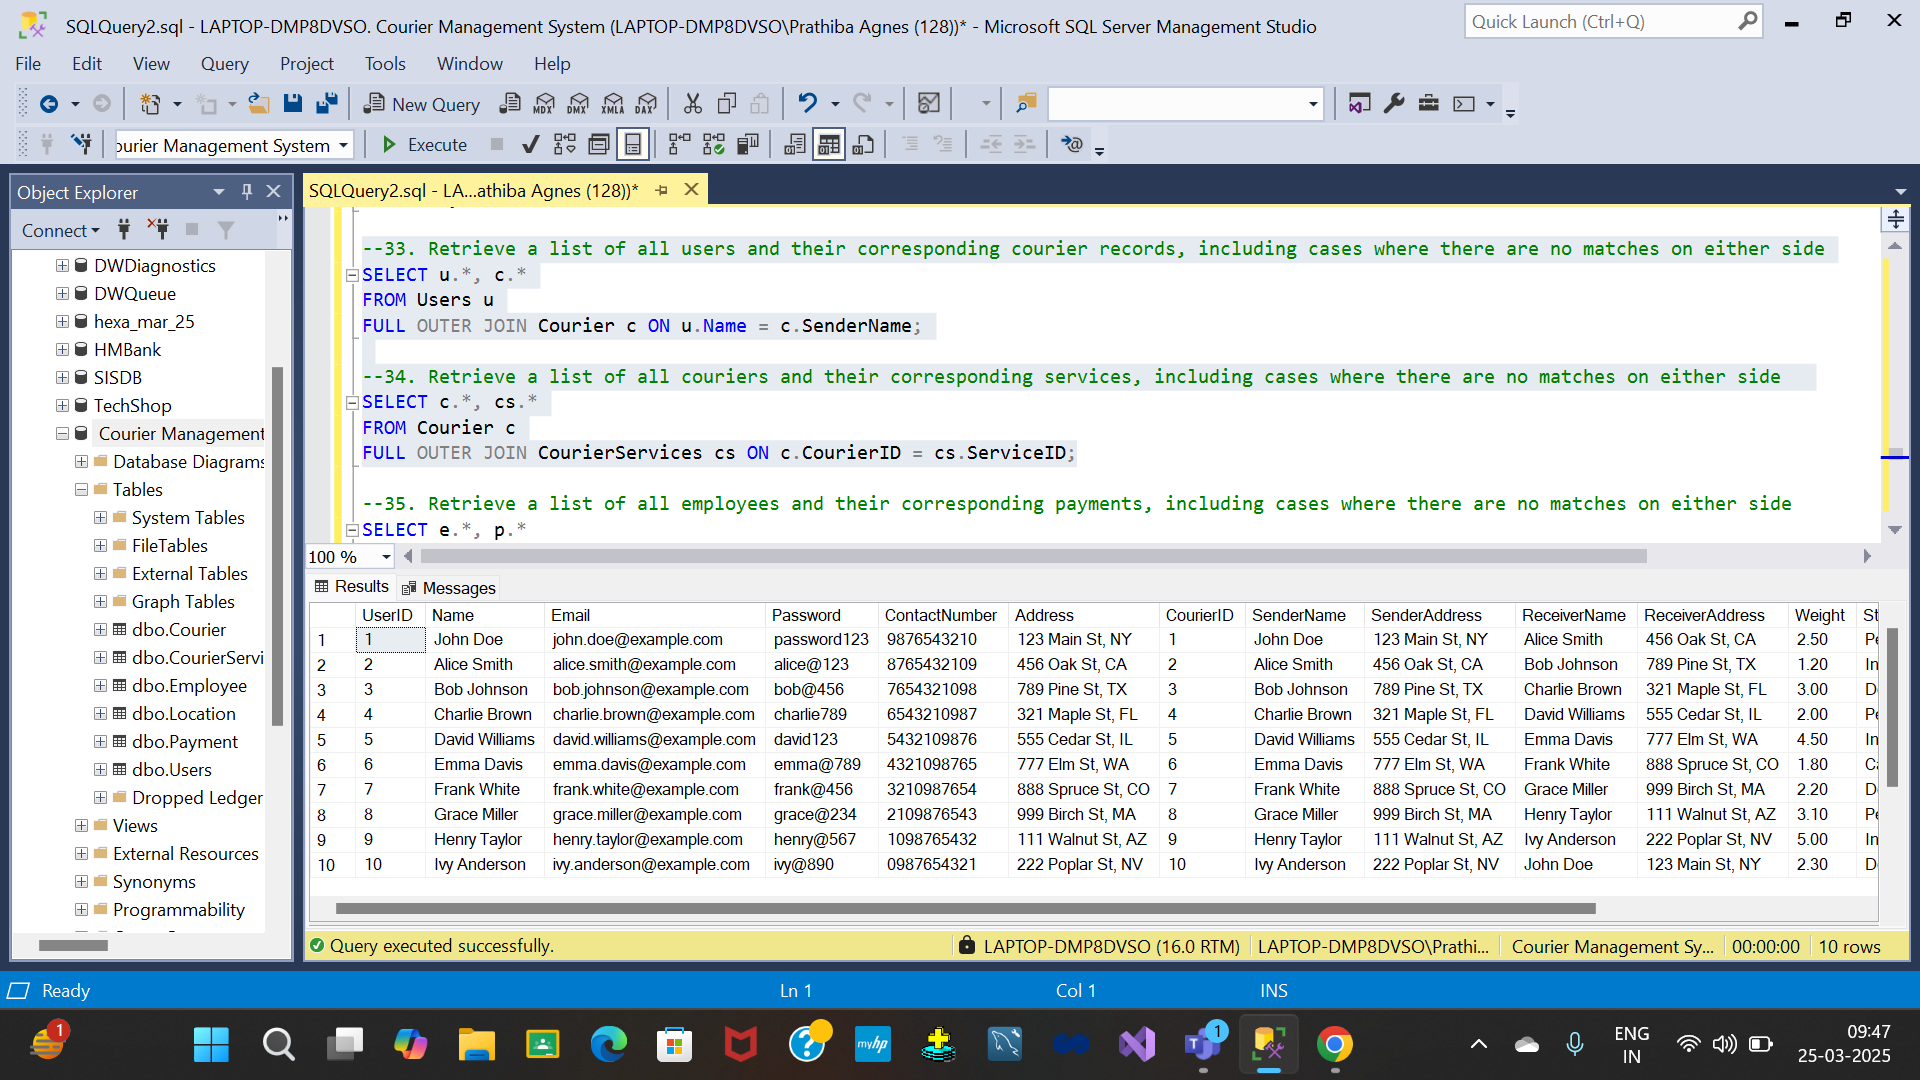 SQLQuery2.sql - LAPTOP-DMP8DVSO. Courier Management System (LAPTOP-DMP8DVSO\Prathiba Agnes (128))* - Microsoft SQL Server Management Studio
Quick Launch (Ctrl+Q)
File Edit View Query Project Tools Window Help
New Query MDX DMX XMLA DAX
ourier Management System Execute
Object Explorer
SQLQuery2.sql - LA...athiba Agnes (128))*
Connect
DWDiagnostics
DWQueue
hexa_mar_25
HMBank
SISDB
TechShop
Courier Management
Database Diagrams
Tables
System Tables
FileTables
External Tables
Graph Tables
dbo.Courier
dbo.CourierServi
dbo.Employee
dbo.Location
dbo.Payment
dbo.Users
Dropped Ledger
Views
External Resources
Synonyms
Programmability
--33. Retrieve a list of all users and their corresponding courier records, including cases where there are no matches on either side
SELECT u.*, c.*
FROM Users u
FULL OUTER JOIN Courier c ON u.Name = c.SenderName;
--34. Retrieve a list of all couriers and their corresponding services, including cases where there are no matches on either side
SELECT c.*, cs.*
FROM Courier c
FULL OUTER JOIN CourierServices cs ON c.CourierID = cs.ServiceID;
--35. Retrieve a list of all employees and their corresponding payments, including cases where there are no matches on either side
SELECT e.*, p.*
100 %
Results Messages
UserID Name Email Password ContactNumber Address CourierID SenderName SenderAddress ReceiverName ReceiverAddress Weight St
1 1 John Doe john.doe@example.com password123 9876543210 123 Main St, NY 1 John Doe 123 Main St, NY Alice Smith 456 Oak St, CA 2.50 Pe
2 2 Alice Smith alice.smith@example.com alice@123 8765432109 456 Oak St, CA 2 Alice Smith 456 Oak St, CA Bob Johnson 789 Pine St, TX 1.20 In
3 3 Bob Johnson bob.johnson@example.com bob@456 7654321098 789 Pine St, TX 3 Bob Johnson 789 Pine St, TX Charlie Brown 321 Maple St, FL 3.00 D
4 4 Charlie Brown charlie.brown@example.com charlie789 6543210987 321 Maple St, FL 4 Charlie Brown 321 Maple St, FL David Williams 555 Cedar St, IL 2.00 Pe
5 5 David Williams david.williams@example.com david123 5432109876 555 Cedar St, IL 5 David Williams 555 Cedar St, IL Emma Davis 777 Elm St, WA 4.50 In
6 6 Emma Davis emma.davis@example.com emma@789 4321098765 777 Elm St, WA 6 Emma Davis 777 Elm St, WA Frank White 888 Spruce St, CO 1.80 Ca
7 7 Frank White frank.white@example.com frank@456 3210987654 888 Spruce St, CO 7 Frank White 888 Spruce St, CO Grace Miller 999 Birch St, MA 2.20 D
8 8 Grace Miller grace.miller@example.com grace@234 2109876543 999 Birch St, MA 8 Grace Miller 999 Birch St, MA Henry Taylor 111 Walnut St, AZ 3.10 Pe
9 9 Henry Taylor henry.taylor@example.com henry@567 1098765432 111 Walnut St, AZ 9 Henry Taylor 111 Walnut St, AZ Ivy Anderson 222 Poplar St, NV 5.00 In
10 10 Ivy Anderson ivy.anderson@example.com ivy@890 0987654321 222 Poplar St, NV 10 Ivy Anderson 222 Poplar St, NV John Doe 123 Main St, NY 2.30 D
Query executed successfully. LAPTOP-DMP8DVSO (16.0 RTM) LAPTOP-DMP8DVSO\Prathi... Courier Management Sy... 00:00:00 10 rows
Ready Ln 1 Col 1 INS
1 myhp 1 ENG IN 09:47 25-03-2025